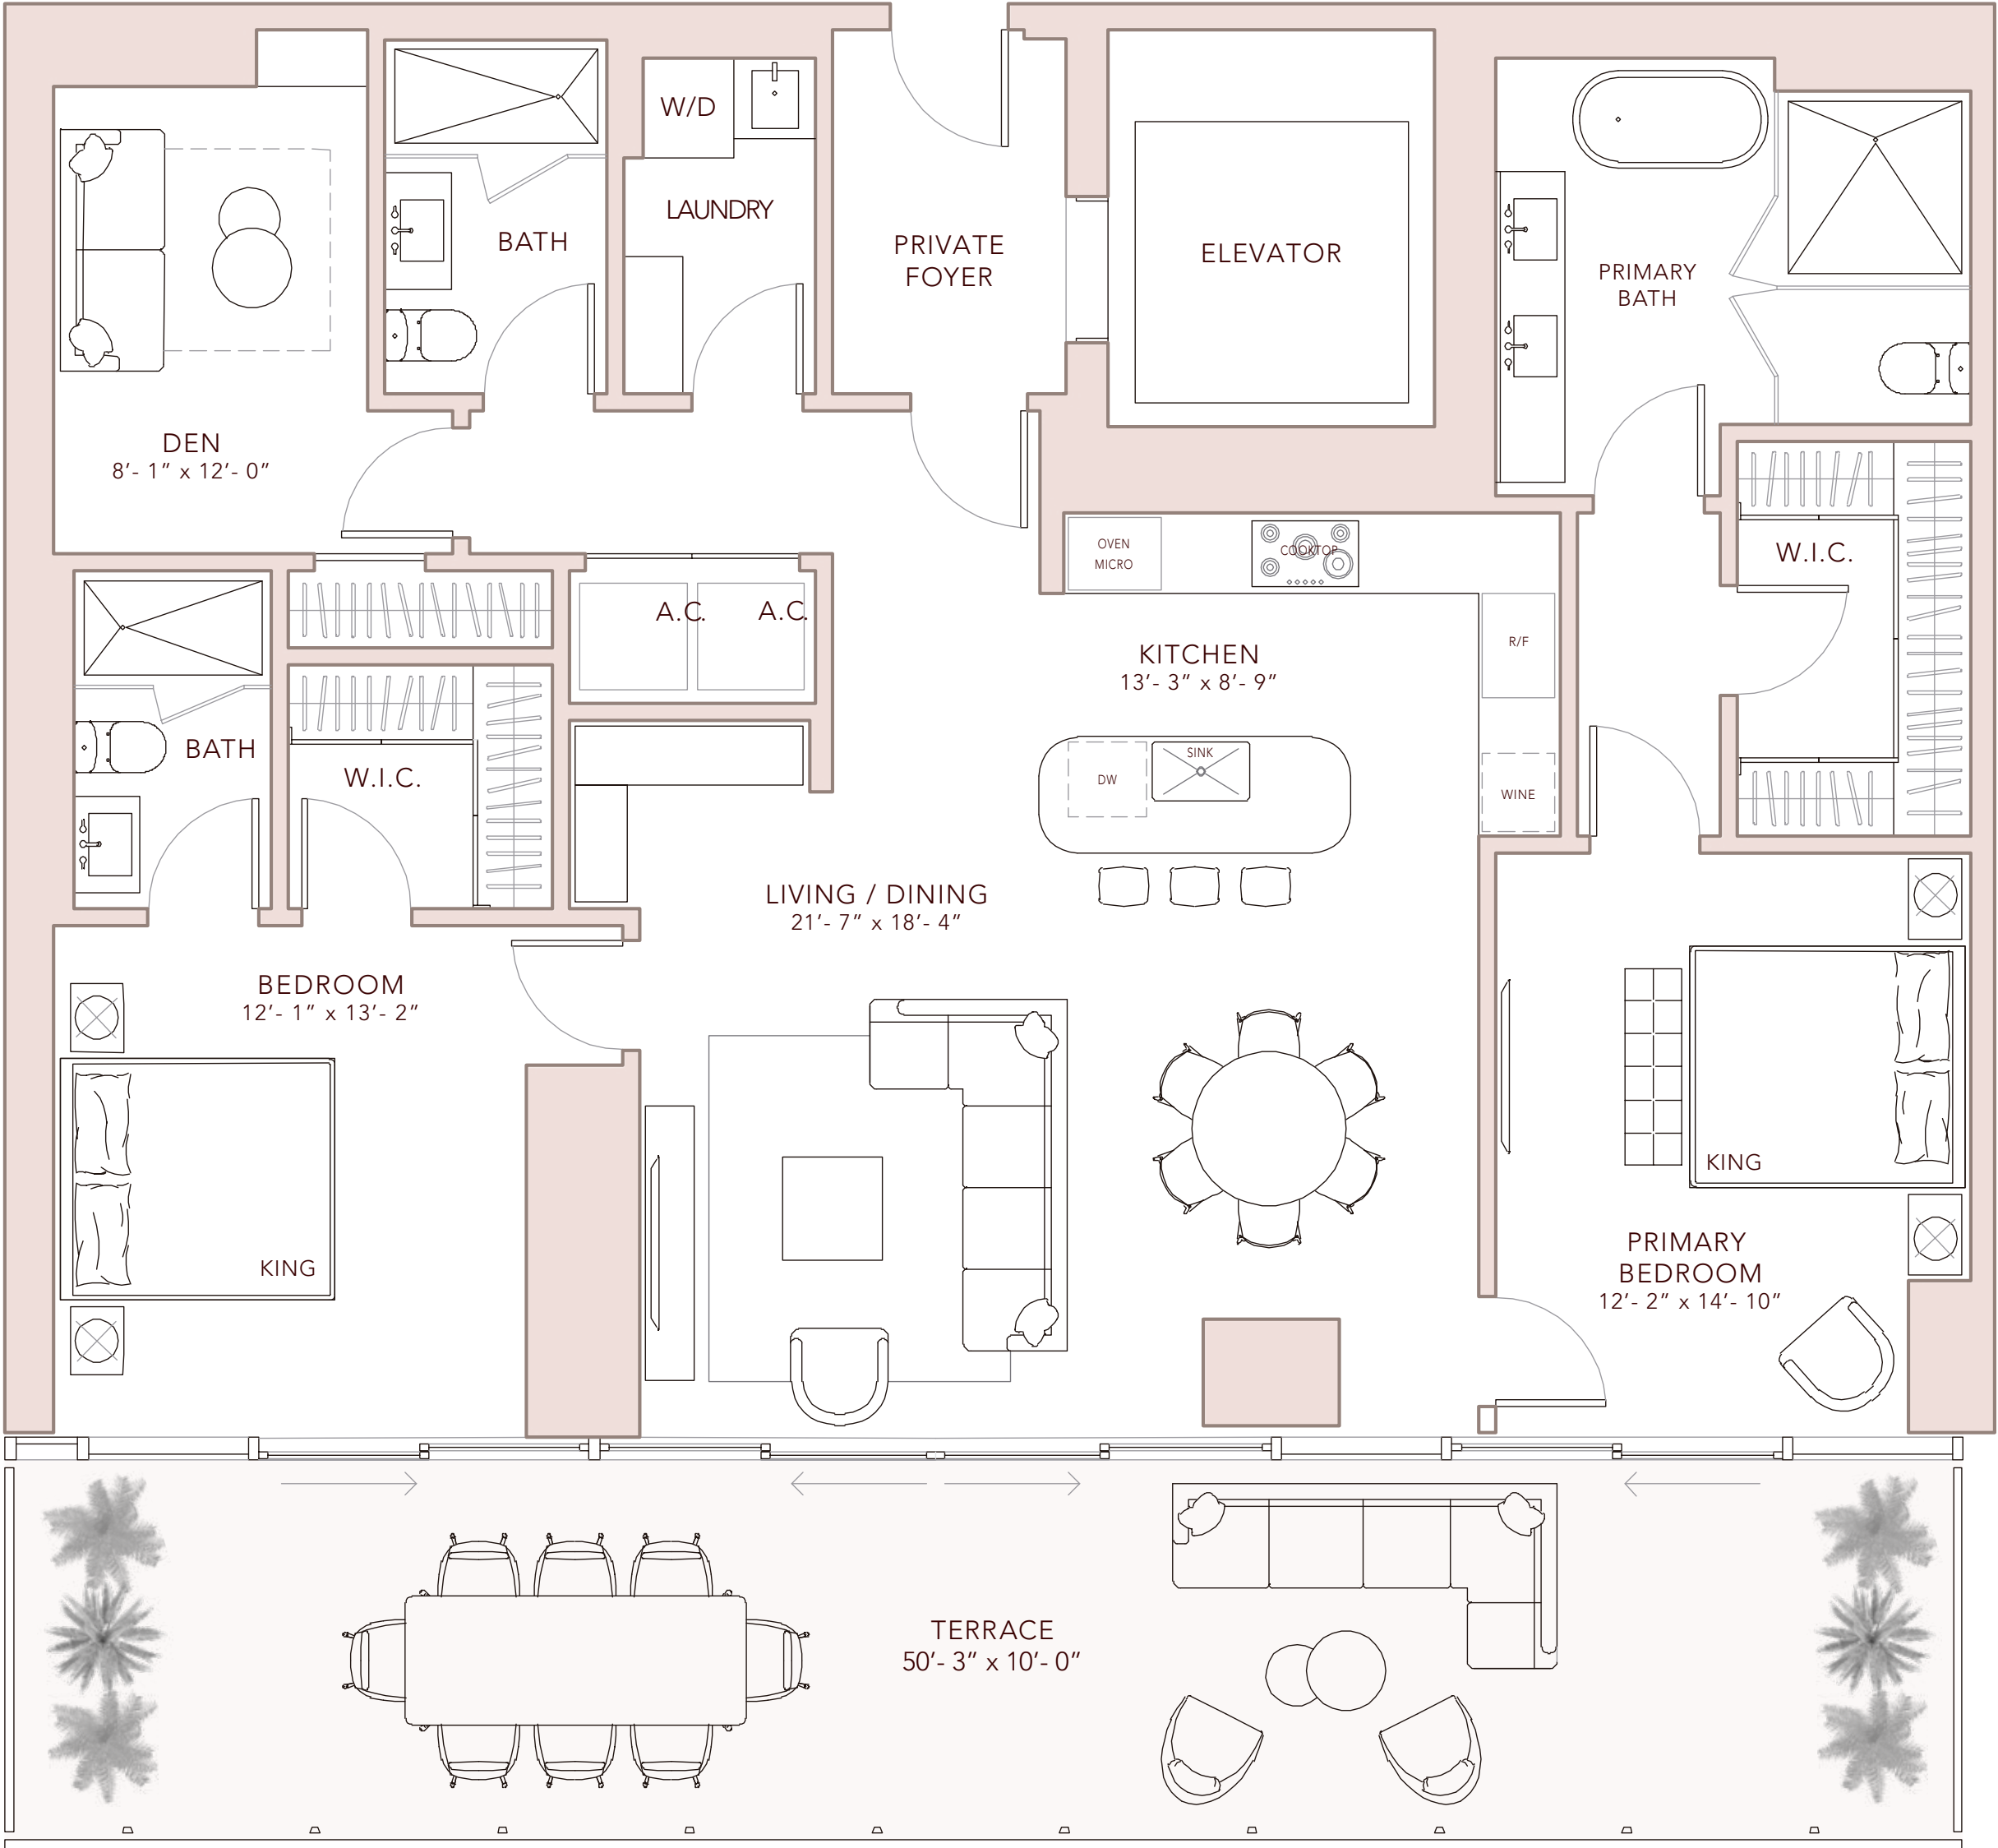 W/D
LAUNDRY
BATH
PRIVATE
FOYER
ELEVATOR
PRIMARY
BATH
DEN
8’- 1” x 12’- 0”
OVEN
MICRO
COOKTOP
W.I.C.
A.C.
A.C.
KITCHEN
13’- 3” x 8’- 9”
R/F
BATH
W.I.C.
SINK
DW
WINE
LIVING / DINING
21’- 7” x 18’- 4”
BEDROOM
12’- 1” x 13’- 2”
KING
KING
PRIMARY
BEDROOM
12’- 2” x 14’- 10”
TERRACE
50’- 3” x 10’- 0”